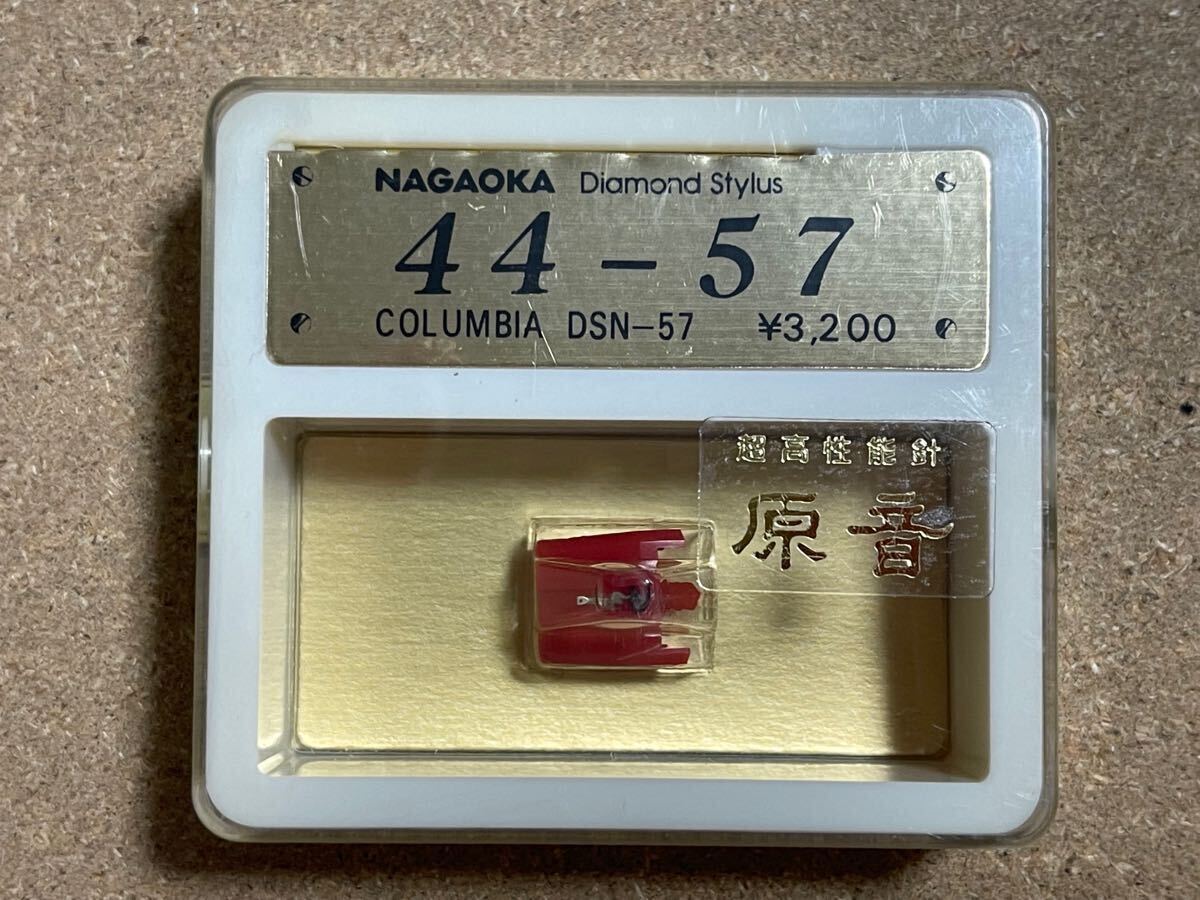 NAGAOKA Diamond Stylus
44-57
COLUMBIA DSN-57 ¥3,200
超高性能針
原音